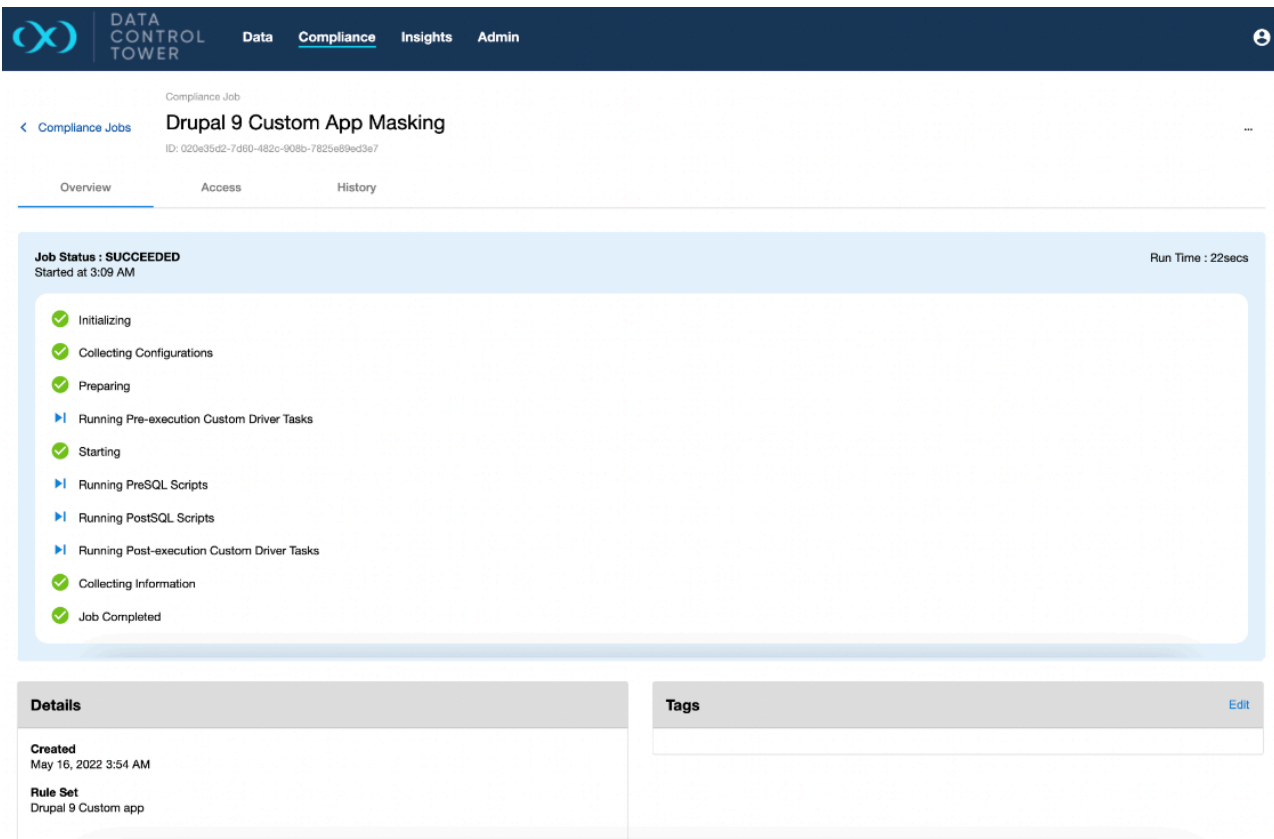 DATA
CONTROL
TOWER
Data Compliance Insights Admin
Compliance Job
Compliance Jobs
Drupal 9 Custom App Masking
...
ID: 020e35d2-7d60-482c-908b-7825e89ed3e7
Overview Access History
Job Status : SUCCEEDED
Run Time : 22secs
Started at 3:09 AM
Initializing
Collecting Configurations
Preparing
Running Pre-execution Custom Driver Tasks
Starting
Running PreSQL Scripts
Running PostSQL Scripts
Running Post-execution Custom Driver Tasks
Collecting Information
Job Completed
Details
Created
May 16, 2022 3:54 AM
Rule Set
Drupal 9 Custom app
Tags
Edit